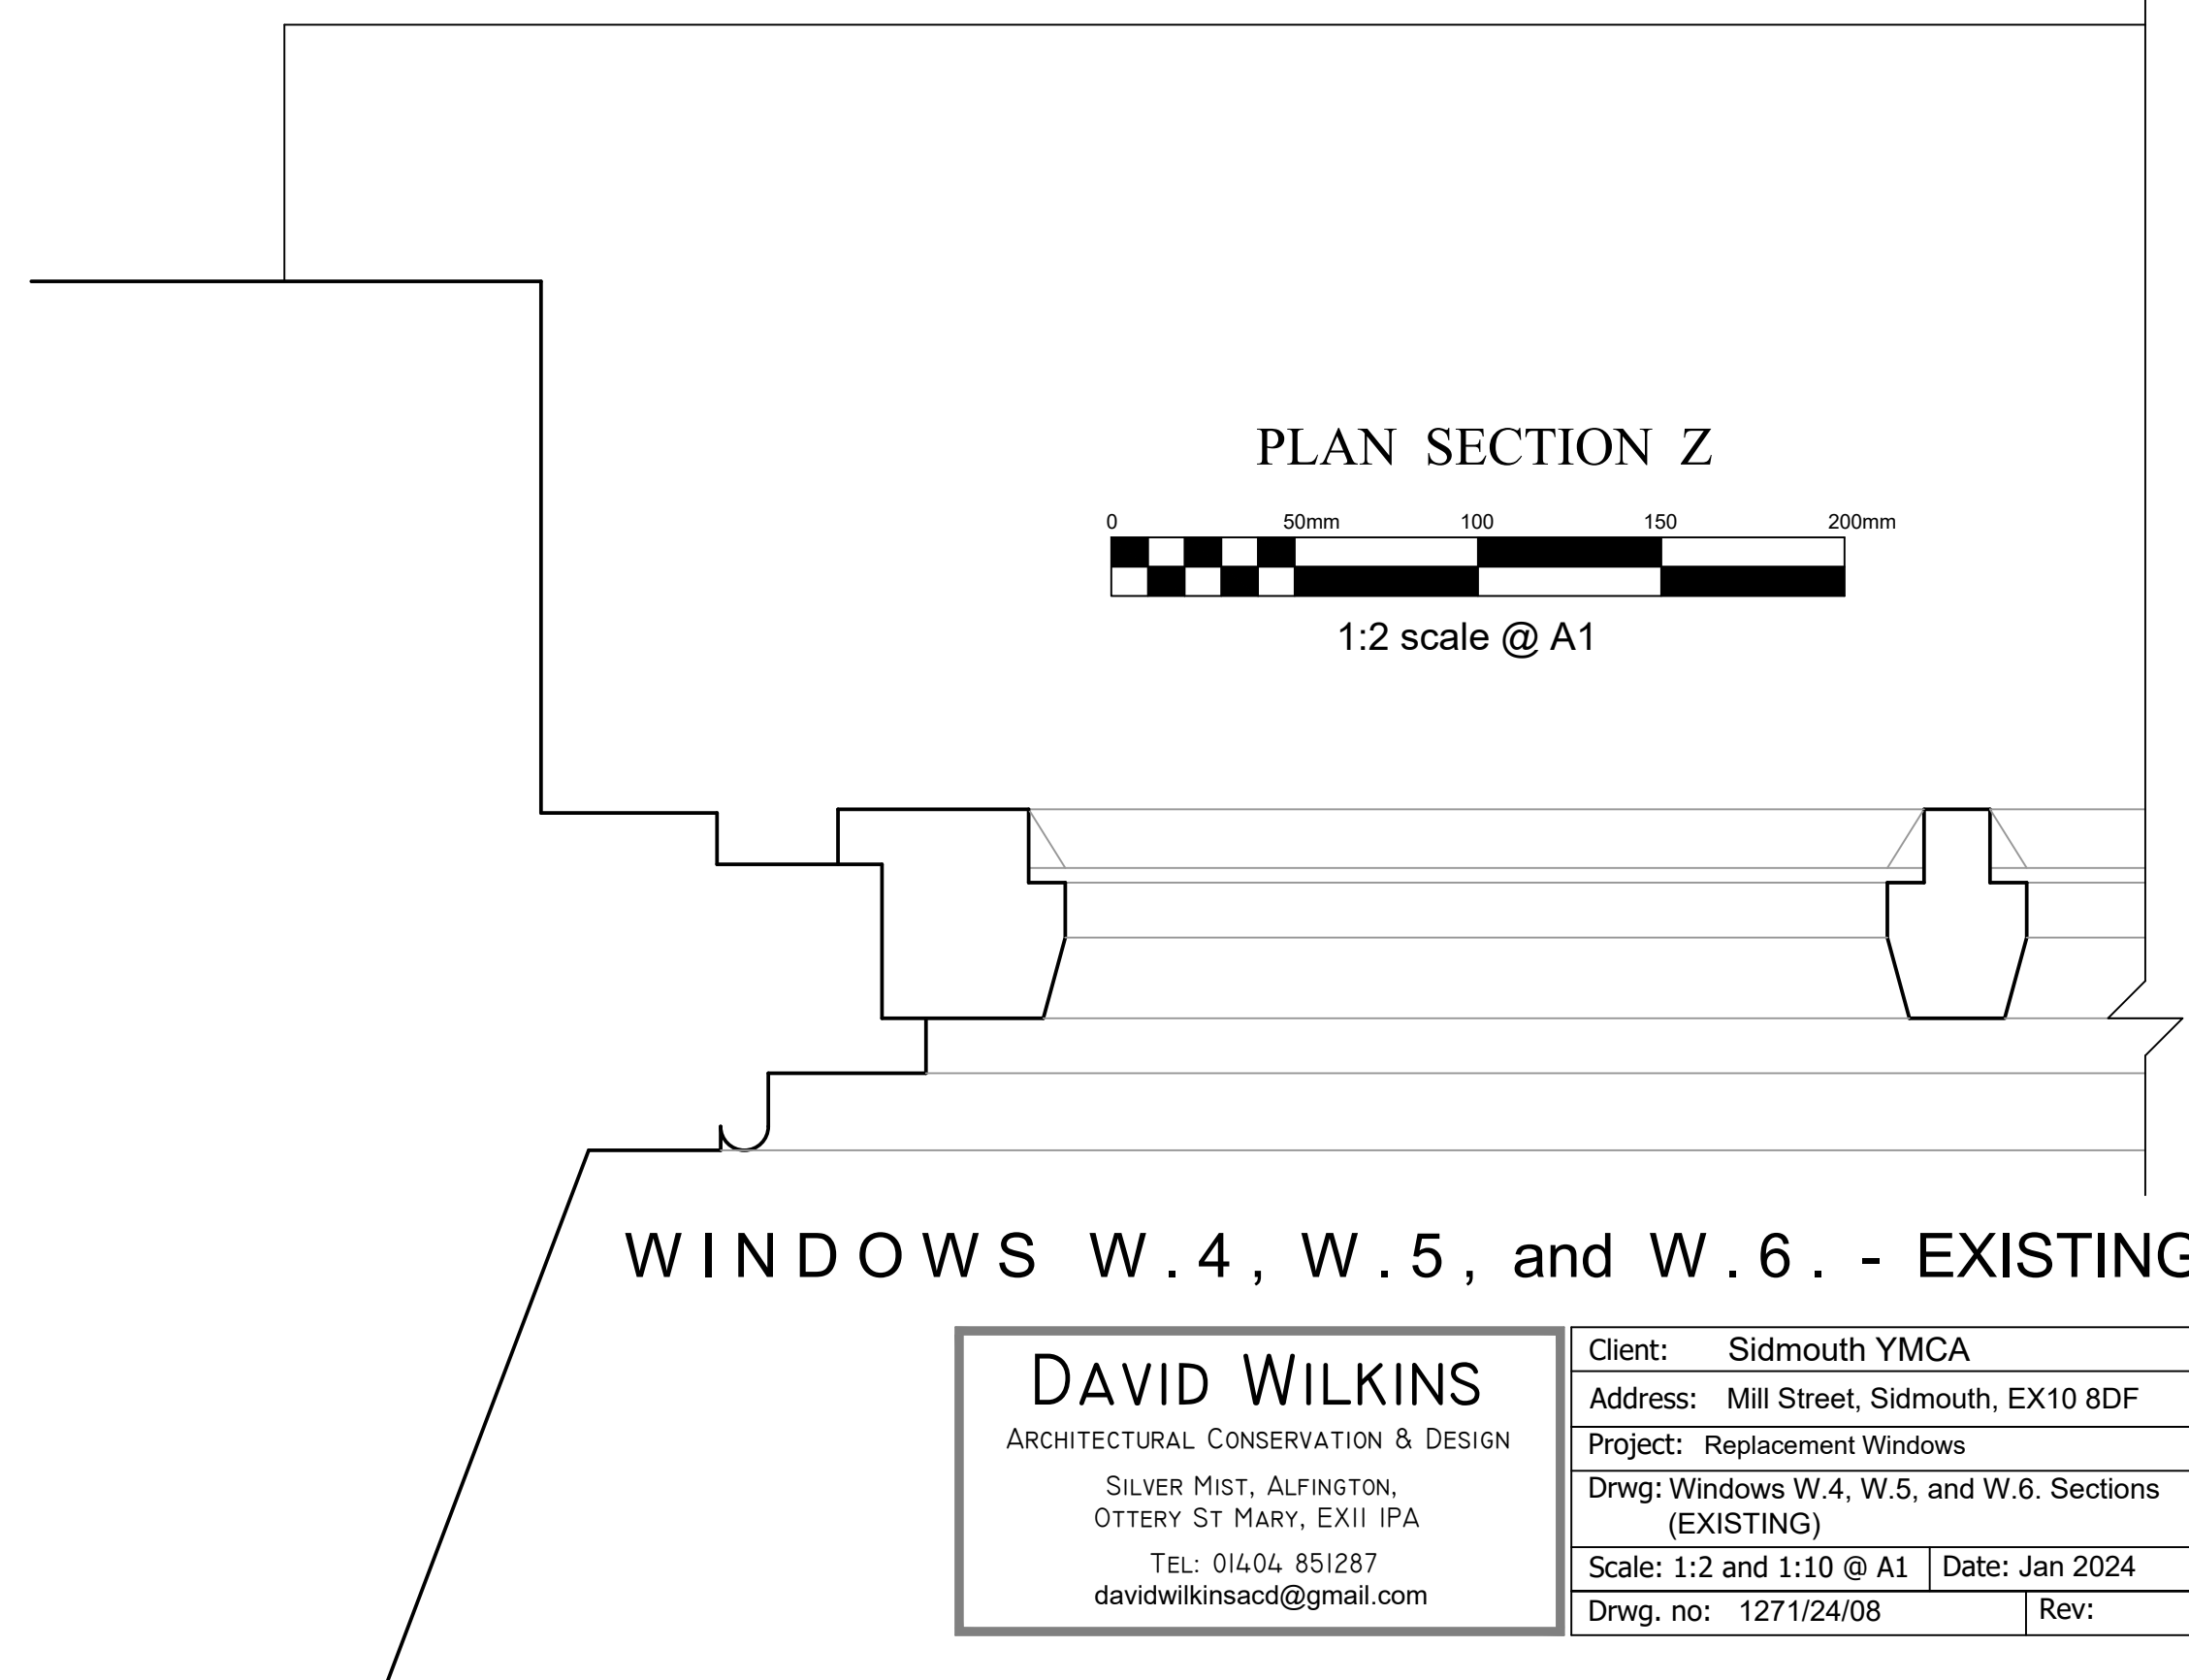 PLAN SECTION Z
0 50mm 100 150 200mm
1:2 scale @ A1
WINDOWS W.4, W.5, and W.6. - EXISTING
DAVID WILKINS
ARCHITECTURAL CONSERVATION & DESIGN
SILVER MIST, ALFINGTON,
OTTERY ST MARY, EX11 1PA
TEL: 01404 851287
davidwilkinsacd@gmail.com
Client: Sidmouth YMCA
Address: Mill Street, Sidmouth, EX10 8DF
Project: Replacement Windows
Drwg: Windows W.4, W.5, and W.6. Sections
(EXISTING)
Scale: 1:2 and 1:10 @ A1 Date: Jan 2024
Drwg. no: 1271/24/08 Rev: